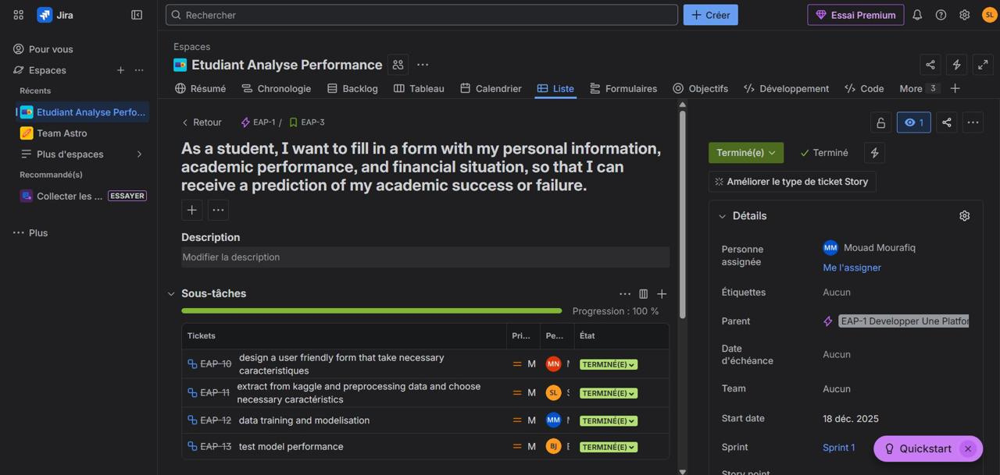 Jira
Rechercher
Créer
Essai Premium
SL
Pour vous
Espaces
Récents
Etudiant Analyse Perfo...
Team Astro
Plus d'espaces
Recommandé(s)
Collecter les ... ESSAYER
Plus
Espaces
Etudiant Analyse Performance
Résumé Chronologie Backlog Tableau Calendrier Liste Formulaires Objectifs Développement Code More 3
Retour EAP-1 / EAP-3
As a student, I want to fill in a form with my personal information,
academic performance, and financial situation, so that I can
receive a prediction of my academic success or failure.
Description
Modifier la description
Sous-tâches
Progression : 100 %
Tickets Pri... Pe... État
EAP-10 design a user friendly form that take necessary
caracteristiques
M MN TERMINÉ(E)
EAP-11 extract from kaggle and preprocessing data and choose
necessary caractéristics
M SL TERMINÉ(E)
EAP-12 data training and modelisation M MM TERMINÉ(E)
EAP-13 test model performance M BJ TERMINÉ(E)
1
Terminé(e) Terminé
Améliorer le type de ticket Story
Détails
Personne
assignée
MM Mouad Mourafiq
Me l'assigner
Étiquettes Aucun
Parent EAP-1 Developper Une Platfor
Date
d'échéance
Aucun
Team Aucun
Start date 18 déc. 2025
Sprint Sprint 1
Story point
Quickstart